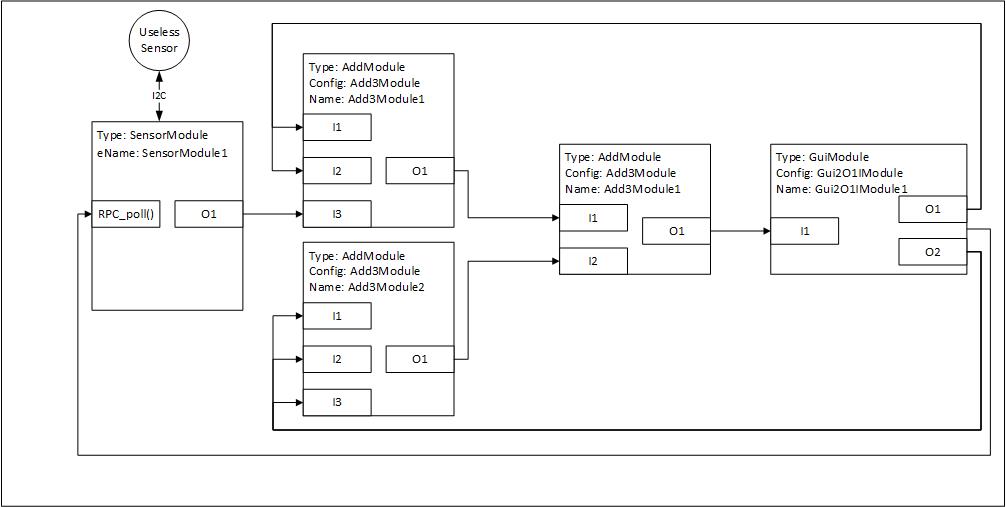 Useless
Sensor
I2C
Type: SensorModule
eName: SensorModule1
RPC_poll()
O1
Type: AddModule
Config: Add3Module
Name: Add3Module1
I1
I2
O1
I3
Type: AddModule
Config: Add3Module
Name: Add3Module2
I1
I2
O1
I3
Type: AddModule
Config: Add3Module
Name: Add3Module1
I1
O1
I2
Type: GuiModule
Config: Gui2O1IModule
Name: Gui2O1IModule1
O1
I1
O2